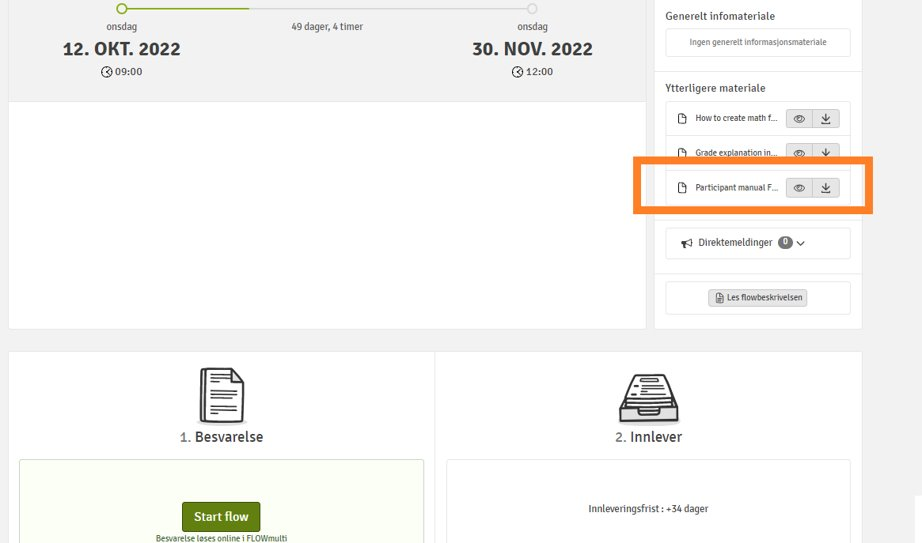 onsdag
49 dager, 4 timer
onsdag
12. OKT. 2022
30. NOV. 2022
09:00
12:00
Generelt infomateriale
Ingen generelt informasjonsmateriale
Ytterligere materiale
How to create math f...
Grade explanation in...
Participant manual F...
Direktemeldinger 0
Les flowbeskrivelsen
1. Besvarelse
2. Innlever
Start flow
Besvarelse løses online i FLOWmulti
Innleveringsfrist : +34 dager